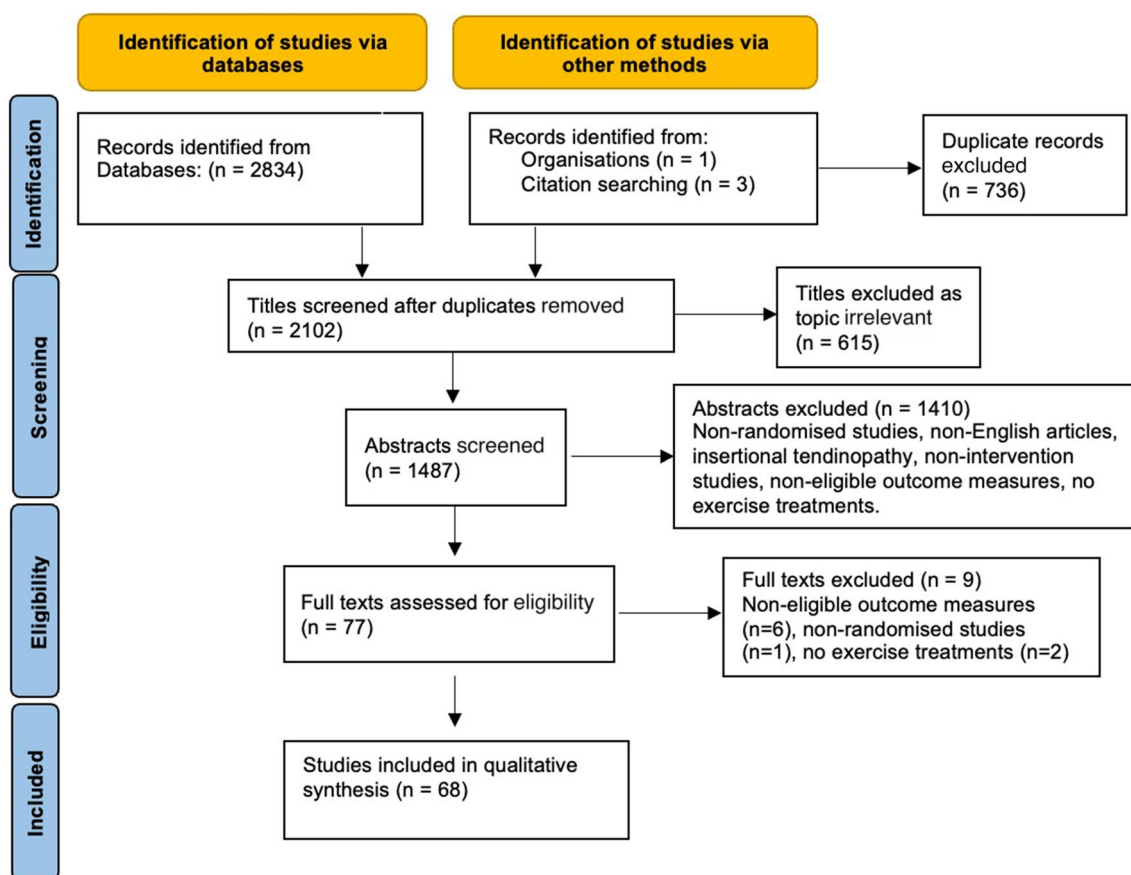 Identification of studies via
databases
Identification of studies via
other methods
Identification
Records identified from
Databases: (n = 2834)
Records identified from:
Organisations (n = 1)
Citation searching (n = 3)
Duplicate records
excluded
(n = 736)
Screening
Titles screened after duplicates removed
(n = 2102)
Titles excluded as
topic irrelevant
(n = 615)
Abstracts screened
(n = 1487)
Abstracts excluded (n = 1410)
Non-randomised studies, non-English articles,
insertional tendinopathy, non-intervention
studies, non-eligible outcome measures, no
exercise treatments.
Eligibility
Full texts assessed for eligibility
(n = 77)
Full texts excluded (n = 9)
Non-eligible outcome measures
(n=6), non-randomised studies
(n=1), no exercise treatments (n=2)
Included
Studies included in qualitative
synthesis (n = 68)